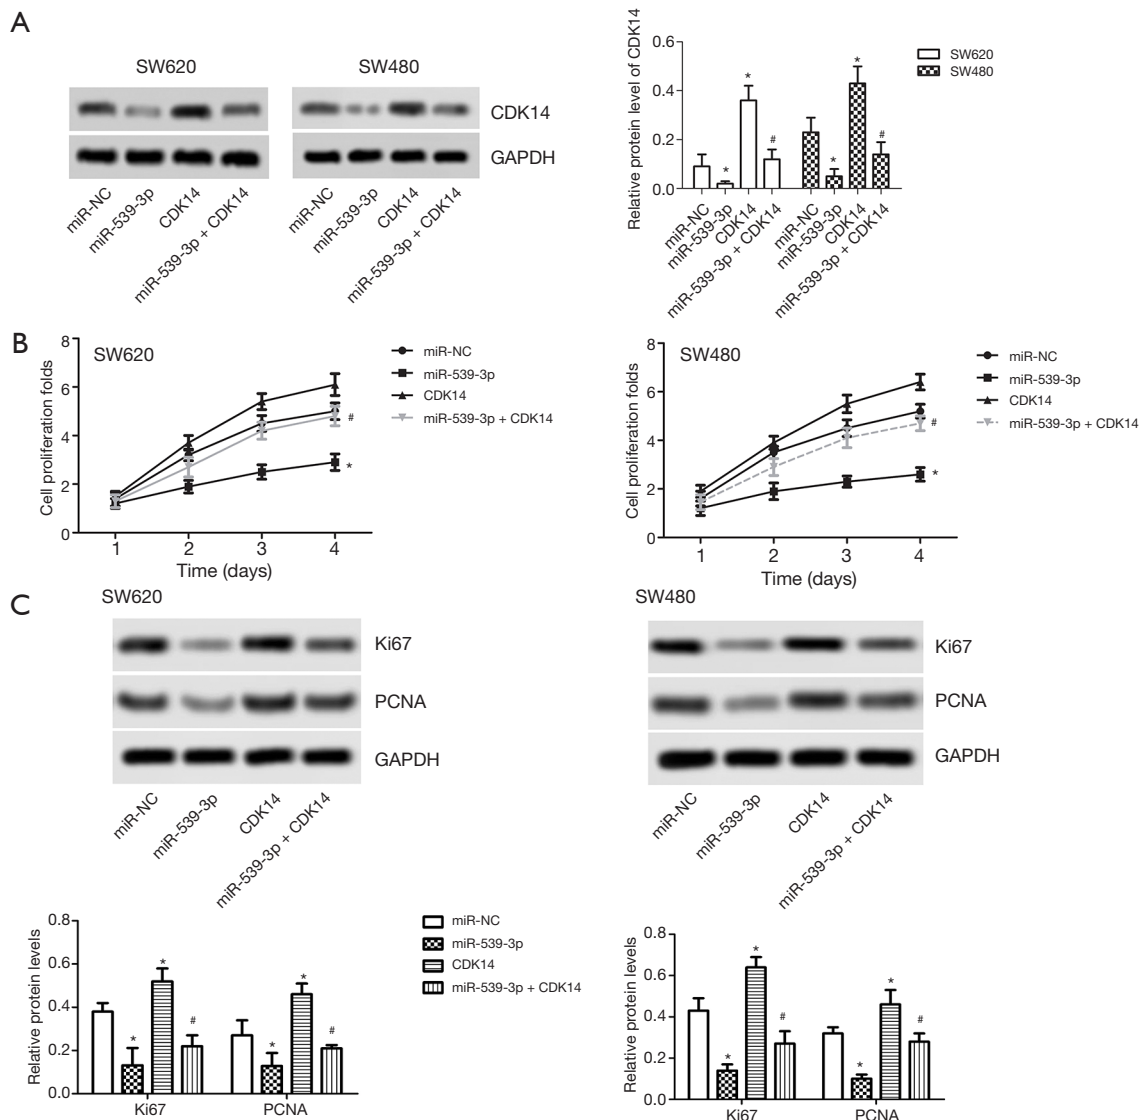 A
SW620
SW480
CDK14
GAPDH
miR-NC
miR-539-3p
CDK14
miR-539-3p + CDK14
miR-NC
miR-539-3p
CDK14
miR-539-3p + CDK14
Relative protein level of CDK14
0.6
0.4
0.2
0.0
*
*
#
*
*
#
miR-NC
miR-539-3p
CDK14
miR-539-3p + CDK14
miR-NC
miR-539-3p
CDK14
miR-539-3p + CDK14
SW620
SW480
B
SW620
Cell proliferation folds
8
6
4
2
0
1
2
3
4
Time (days)
#
*
miR-NC
miR-539-3p
CDK14
miR-539-3p + CDK14
SW480
Cell proliferation folds
8
6
4
2
0
1
2
3
4
Time (days)
#
*
miR-NC
miR-539-3p
CDK14
miR-539-3p + CDK14
C
SW620
Ki67
PCNA
GAPDH
miR-NC
miR-539-3p
CDK14
miR-539-3p + CDK14
SW480
Ki67
PCNA
GAPDH
miR-NC
miR-539-3p
CDK14
miR-539-3p + CDK14
Relative protein levels
0.8
0.6
0.4
0.2
0.0
*
*
#
*
*
#
Ki67
PCNA
miR-NC
miR-539-3p
CDK14
miR-539-3p + CDK14
Relative protein levels
0.8
0.6
0.4
0.2
0.0
*
*
#
*
*
#
Ki67
PCNA